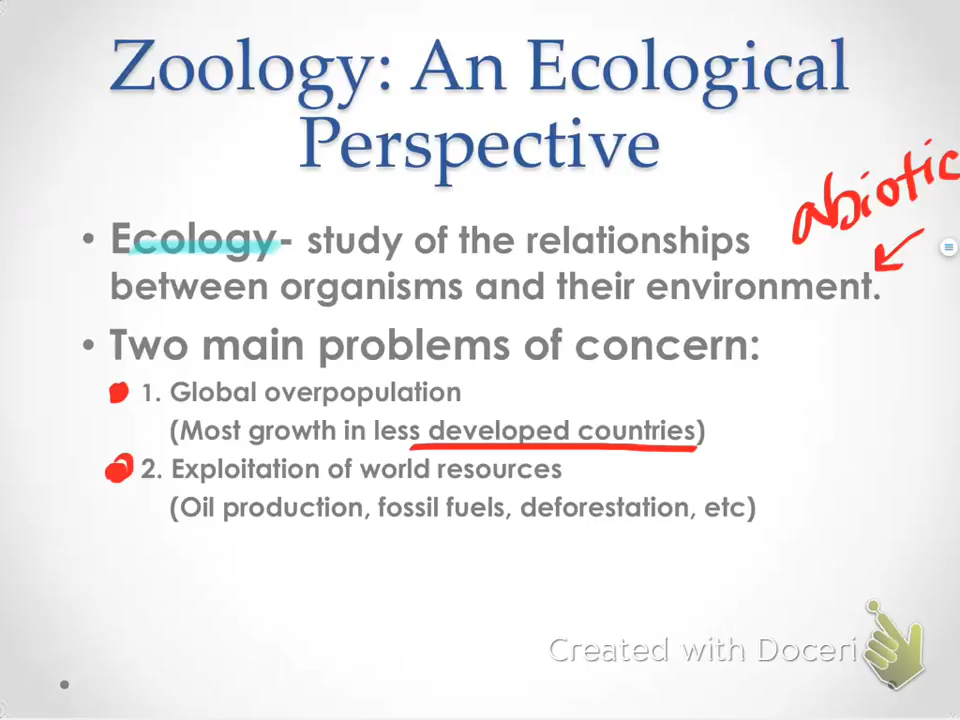 Zoology: An Ecological
Perspective
abiotic
• Ecology- study of the relationships
between organisms and their environment.
• Two main problems of concern:
1. Global overpopulation
(Most growth in less developed countries)
2. Exploitation of world resources
(Oil production, fossil fuels, deforestation, etc)
Created with Doceri